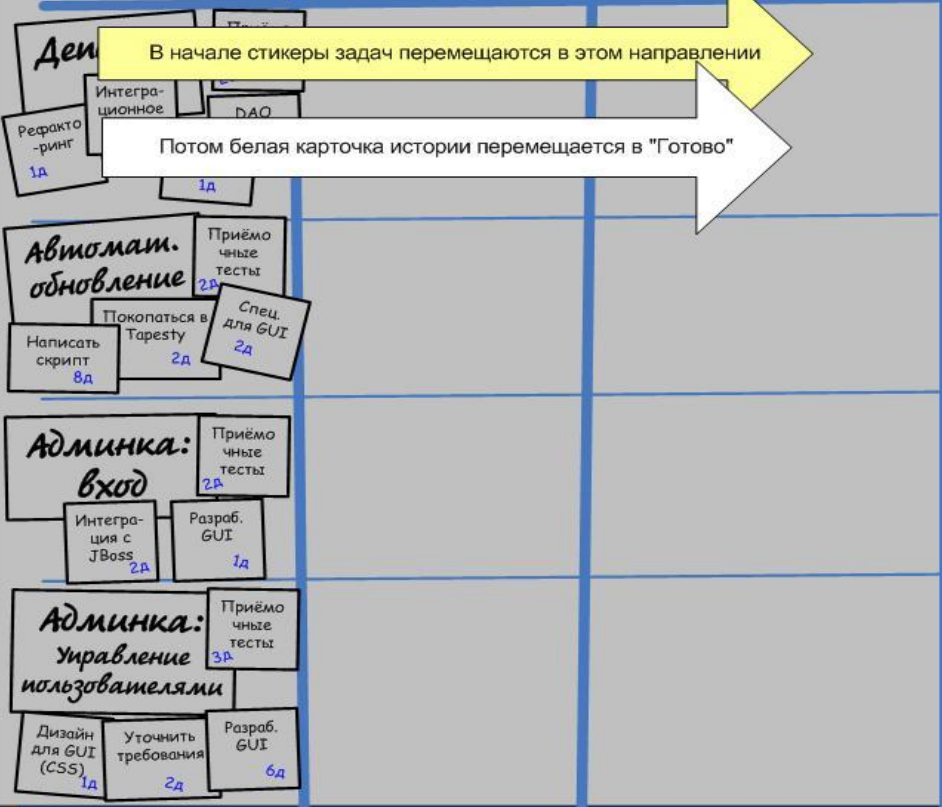 В начале стикеры задач перемещаются в этом направлении
Интегра-
ционное
DAO
Рефакто
-ринг
1д
Потом белая карточка истории перемещается в "Готово"
1д
Автомат.
обновление
Приёмо
чные
тесты
2д
Покопаться в
Tapesty
2д
Спец.
для GUI
2д
Написать
скрипт
8д
Админка:
вход
Приёмо
чные
тесты
2д
Интегра-
ция с
JBoss
2д
Разраб.
GUI
1д
Админка:
Управление
пользователями
Приёмо
чные
тесты
3д
Дизайн
для GUI
(CSS)
1д
Уточнить
требования
2д
Разраб.
GUI
6д